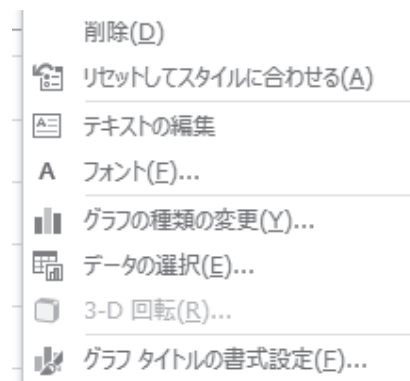 削除(D)
リセットしてスタイルに合わせる(A)
テキストの編集
フォント(F)...
グラフの種類の変更(Y)...
データの選択(E)...
3-D 回転(R)...
グラフ タイトルの書式設定(F)...